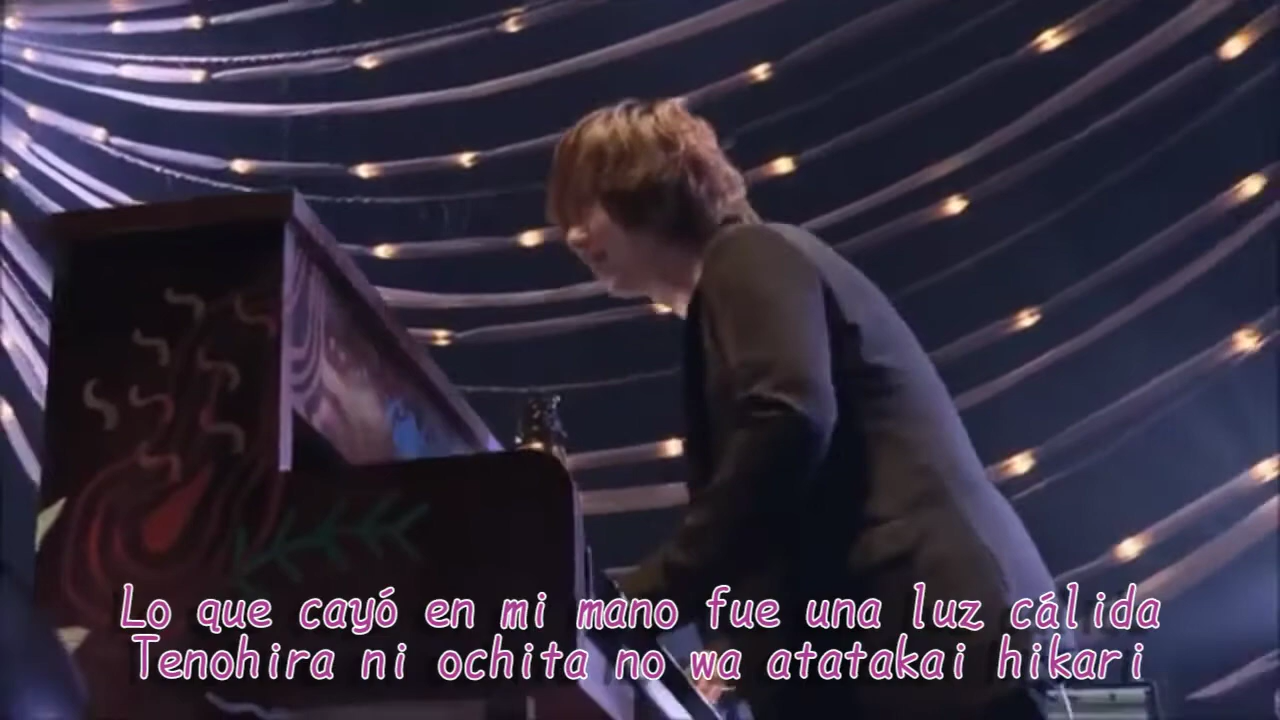 Lo que cayó en mi mano fue una luz cálida
Tenohira ni ochita no wa atatakai hikari